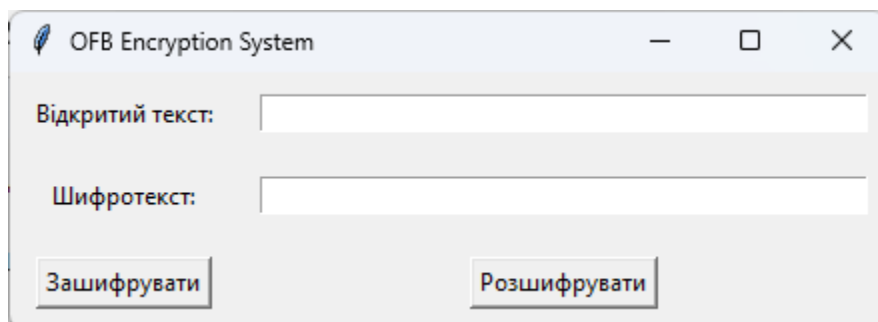 OFB Encryption System
Відкритий текст:
Шифротекст:
Зашифрувати Розшифрувати